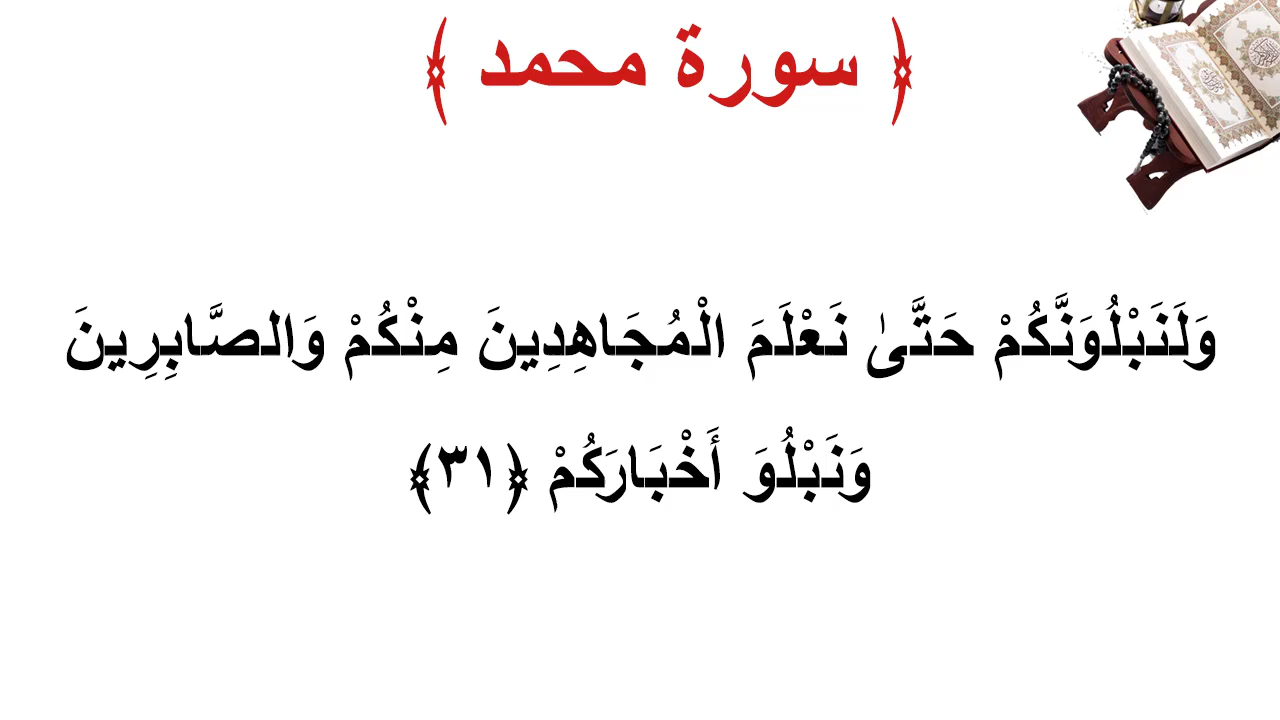 ﴿ سورة محمد ﴾
وَلَنَبْلُوَنَّكُمْ حَتَّىٰ نَعْلَمَ الْمُجَاهِدِينَ مِنْكُمْ وَالصَّابِرِينَ
وَنَبْلُوَ أَخْبَارَكُمْ ﴿٣١﴾